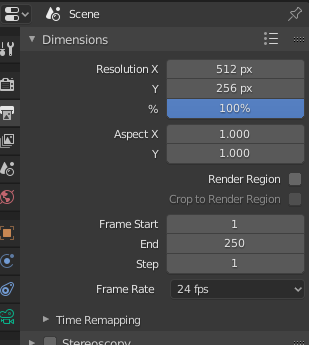 Scene
Dimensions
Resolution X 512 px
Y 256 px
% 100%
Aspect X 1.000
Y 1.000
Render Region
Crop to Render Region
Frame Start 1
End 250
Step 1
Frame Rate 24 fps
Time Remapping
Stereoscopy